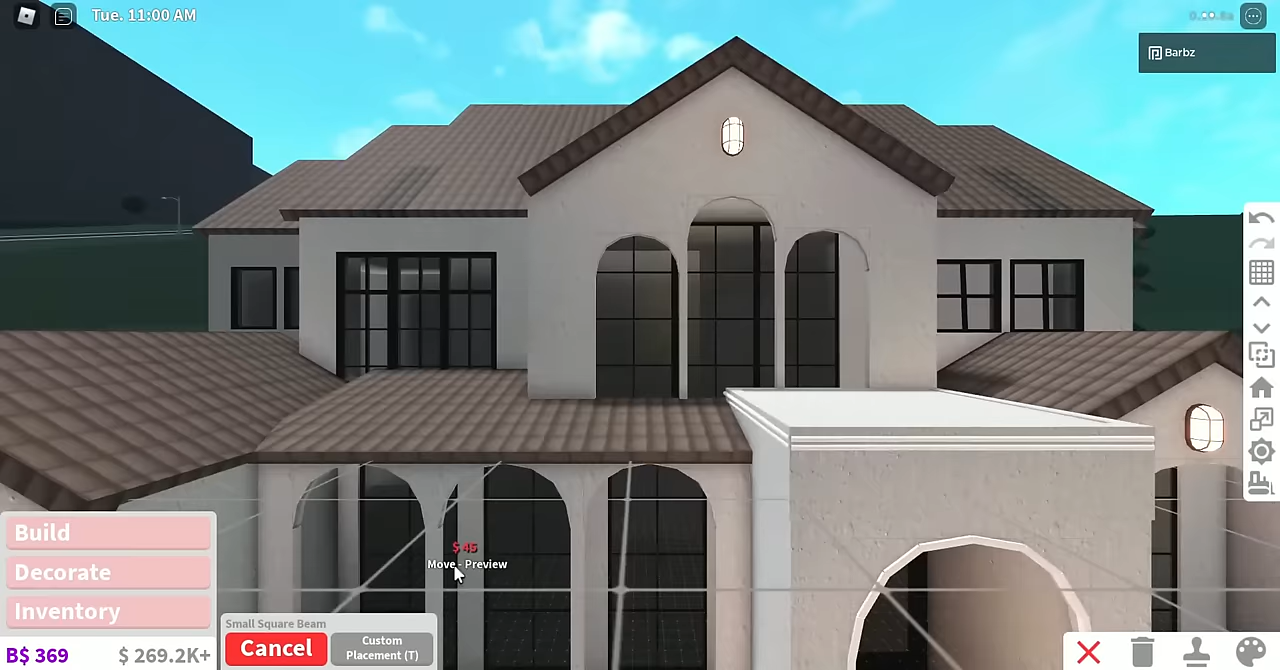 Tue. 11:00 AM
Barbz
$ 45
Move - Preview
Build
Decorate
Inventory
B$ 369
$ 269.2K+
Small Square Beam
Cancel
Custom
Placement (T)